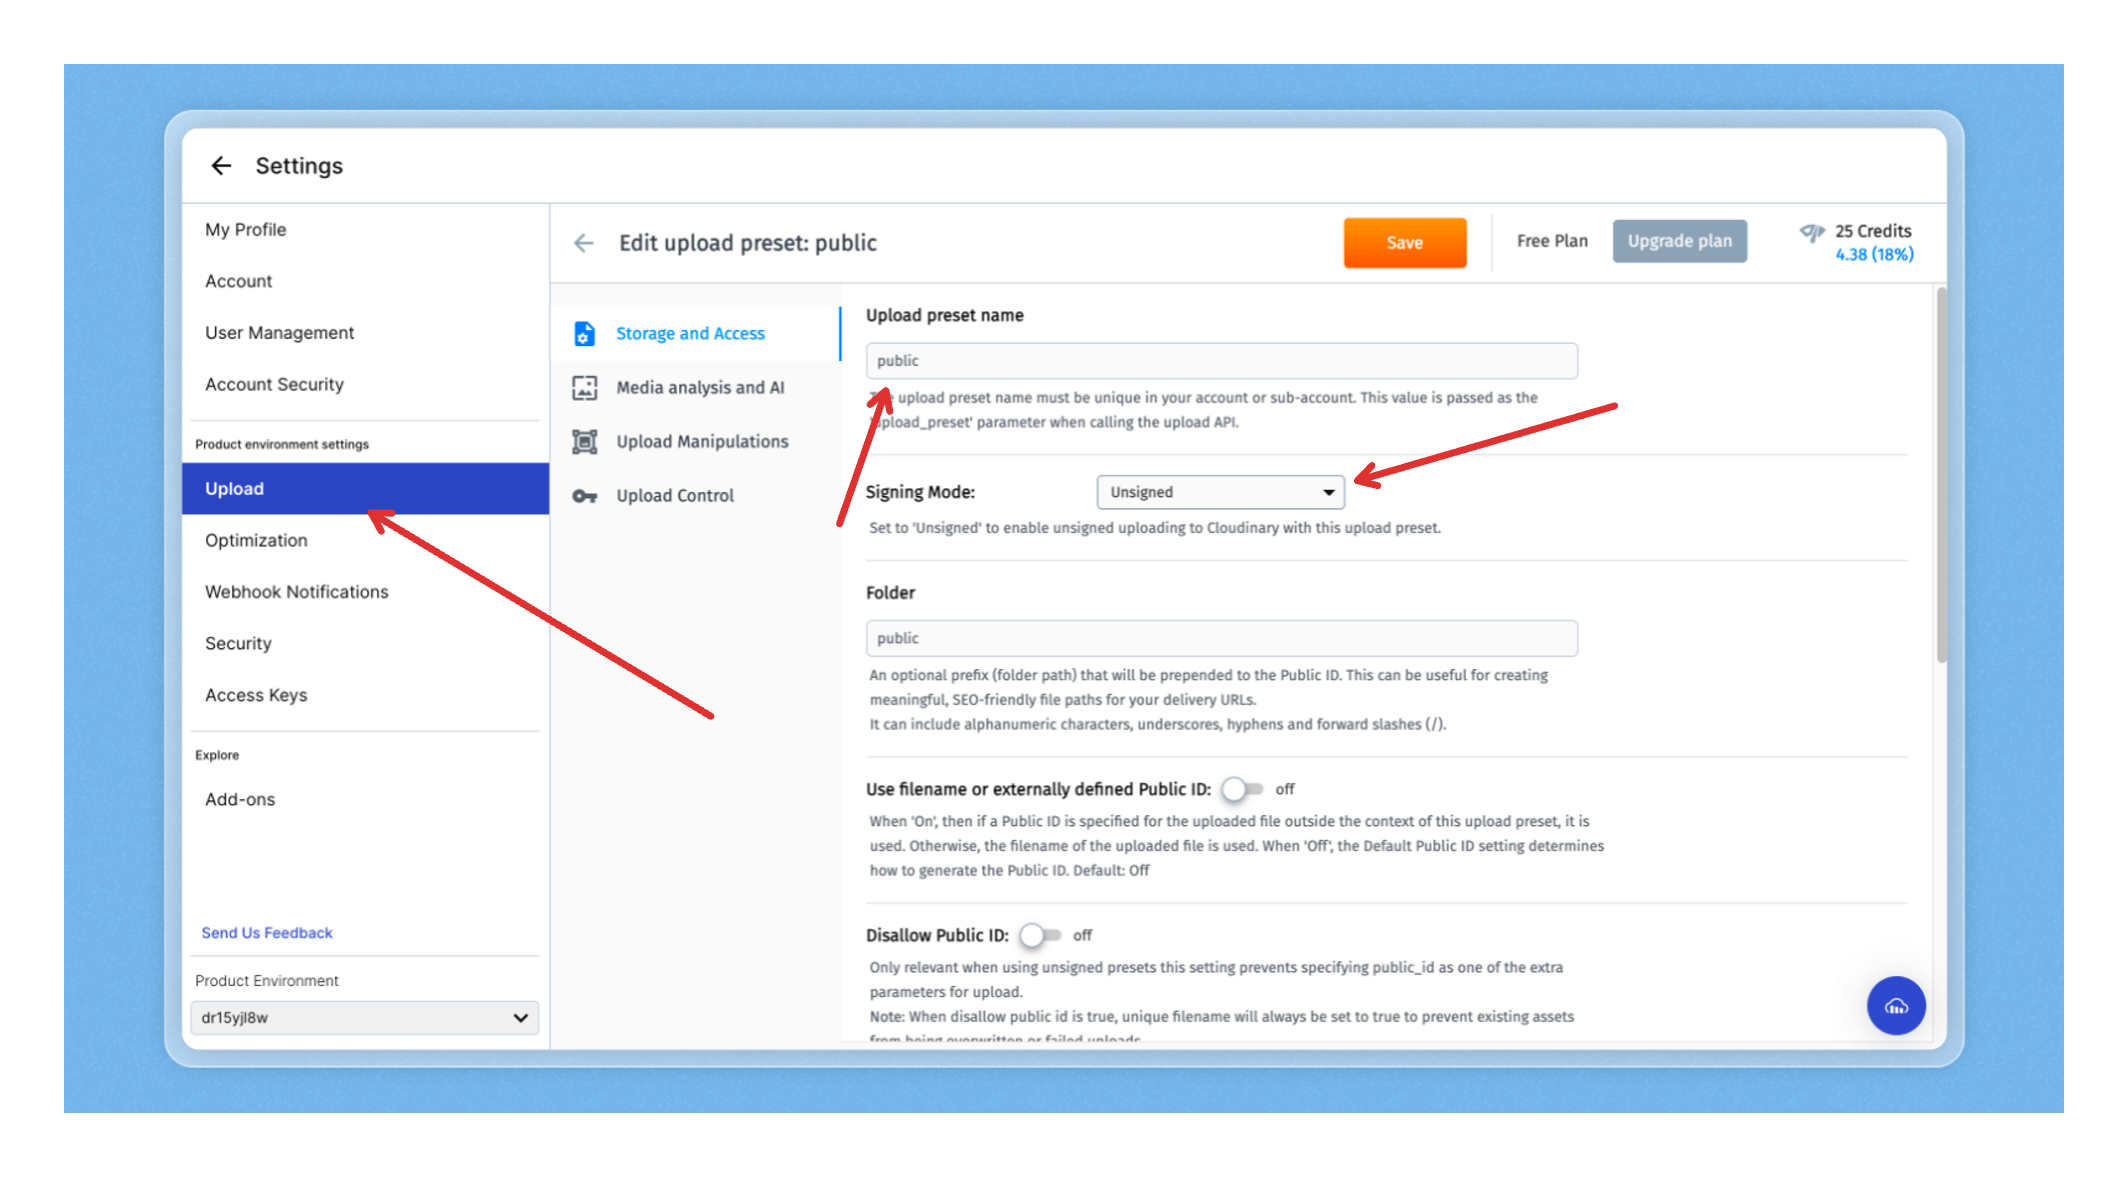 Settings
My Profile
Account
User Management
Account Security
Product environment settings
Upload
Optimization
Webhook Notifications
Security
Access Keys
Explore
Add-ons
Send Us Feedback
Product Environment
dr15yjl8w
Edit upload preset: public
Save
Free Plan
Upgrade plan
25 Credits
4.38 (18%)
Storage and Access
Media analysis and AI
Upload Manipulations
Upload Control
Upload preset name
public
upload preset name must be unique in your account or sub-account. This value is passed as the
'upload_preset' parameter when calling the upload API.
Signing Mode:
Unsigned
Set to 'Unsigned' to enable unsigned uploading to Cloudinary with this upload preset.
Folder
public
An optional prefix (folder path) that will be prepended to the Public ID. This can be useful for creating
meaningful, SEO-friendly file paths for your delivery URLs.
It can include alphanumeric characters, underscores, hyphens and forward slashes (/).
Use filename or externally defined Public ID:
off
When 'On', then if a Public ID is specified for the uploaded file outside the context of this upload preset, it is
used. Otherwise, the filename of the uploaded file is used. When 'Off', the Default Public ID setting determines
how to generate the Public ID. Default: Off
Disallow Public ID:
off
Only relevant when using unsigned presets this setting prevents specifying public_id as one of the extra
parameters for upload.
Note: When disallow public id is true, unique filename will always be set to true to prevent existing assets
from being overwritten or failed uploads